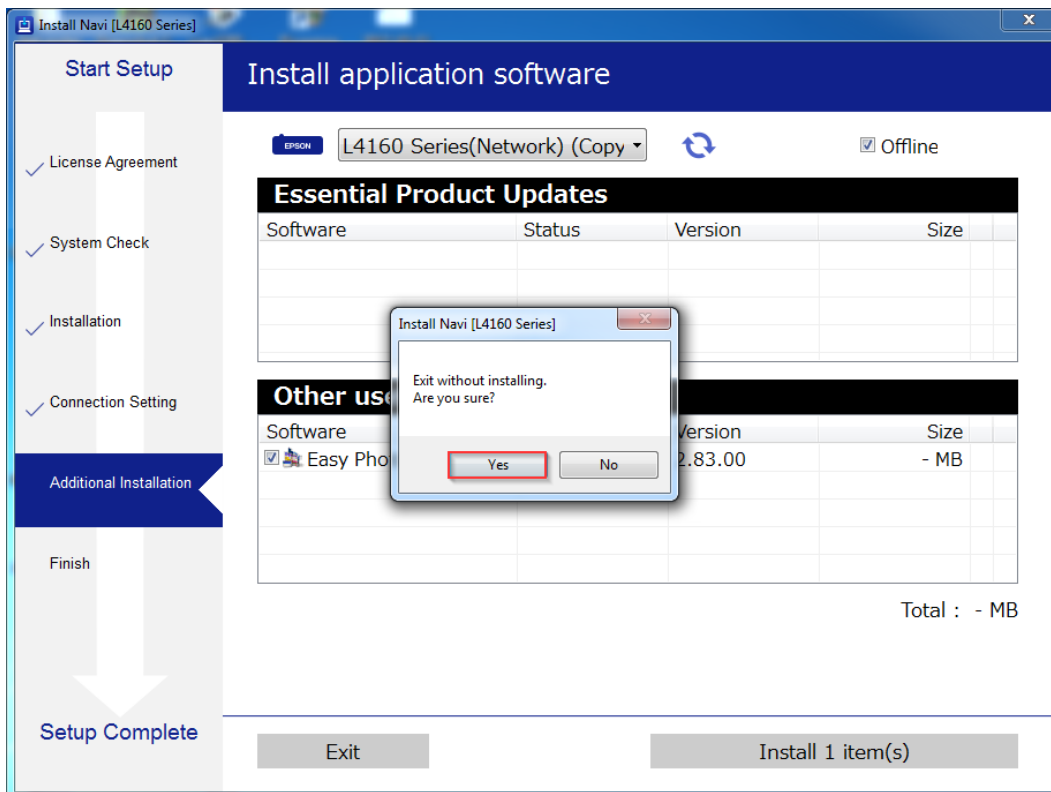 Install Navi [L4160 Series]
x
Start Setup
Install application software
EPSON
L4160 Series(Network) (Copy
Offline
License Agreement
Essential Product Updates
Software Status Version Size
System Check
Installation
Install Navi [L4160 Series]
x
Exit without installing.
Are you sure?
Connection Setting
Other use
Software Version Size
Easy Pho 2.83.00 - MB
Yes No
Additional Installation
Finish
Total : - MB
Setup Complete
Exit
Install 1 item(s)